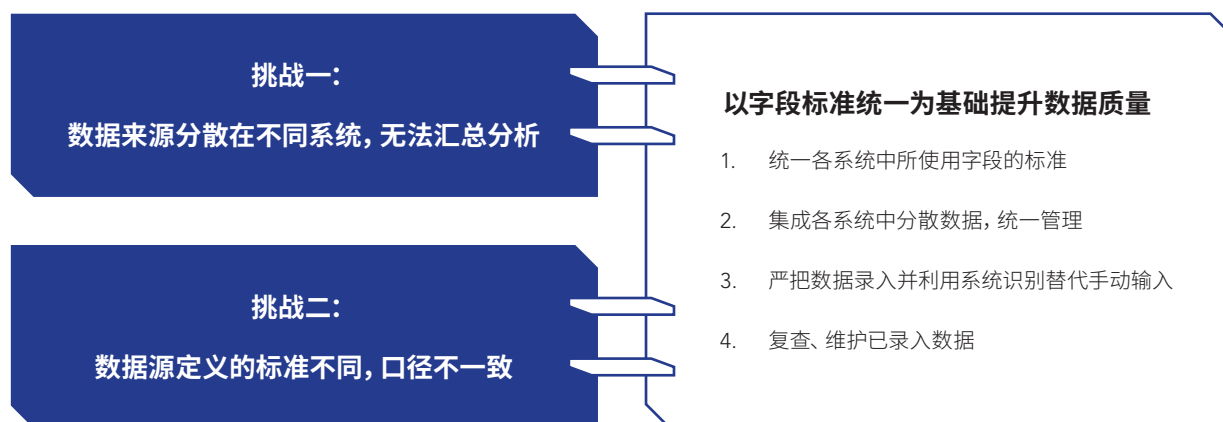 挑战一：
数据来源分散在不同系统，无法汇总分析
挑战二：
数据源定义的标准不同，口径不一致
以字段标准统一为基础提升数据质量
1. 统一各系统中所使用字段的标准
2. 集成各系统中分散数据，统一管理
3. 严把数据录入并利用系统识别替代手动输入
4. 复查、维护已录入数据